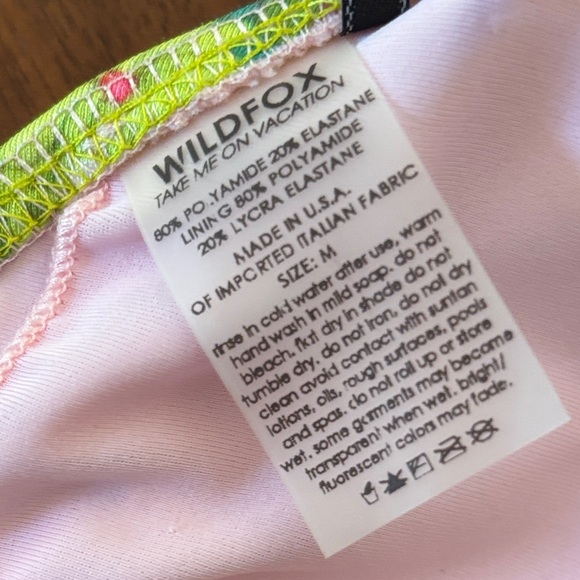 WILDFOX
TAKE ME ON VACATION
80% POLYAMIDE 20% ELASTANE
LINING 80% POLYAMIDE
20% LYCRA ELASTANE
MADE IN U.S.A.
OF IMPORTED ITALIAN FABRIC
SIZE: M
rinse in cold water after use, warm
hand wash in mild soap. do not
bleach. flat dry in shade do not
tumble dry. do not iron, do not dry
clean avoid contact with suntan
lotions, oils, rough surfaces, pools
and spas. do not roll up or store
wet. some garments may become
transparent when wet. bright/
fluorescent colors may fade.